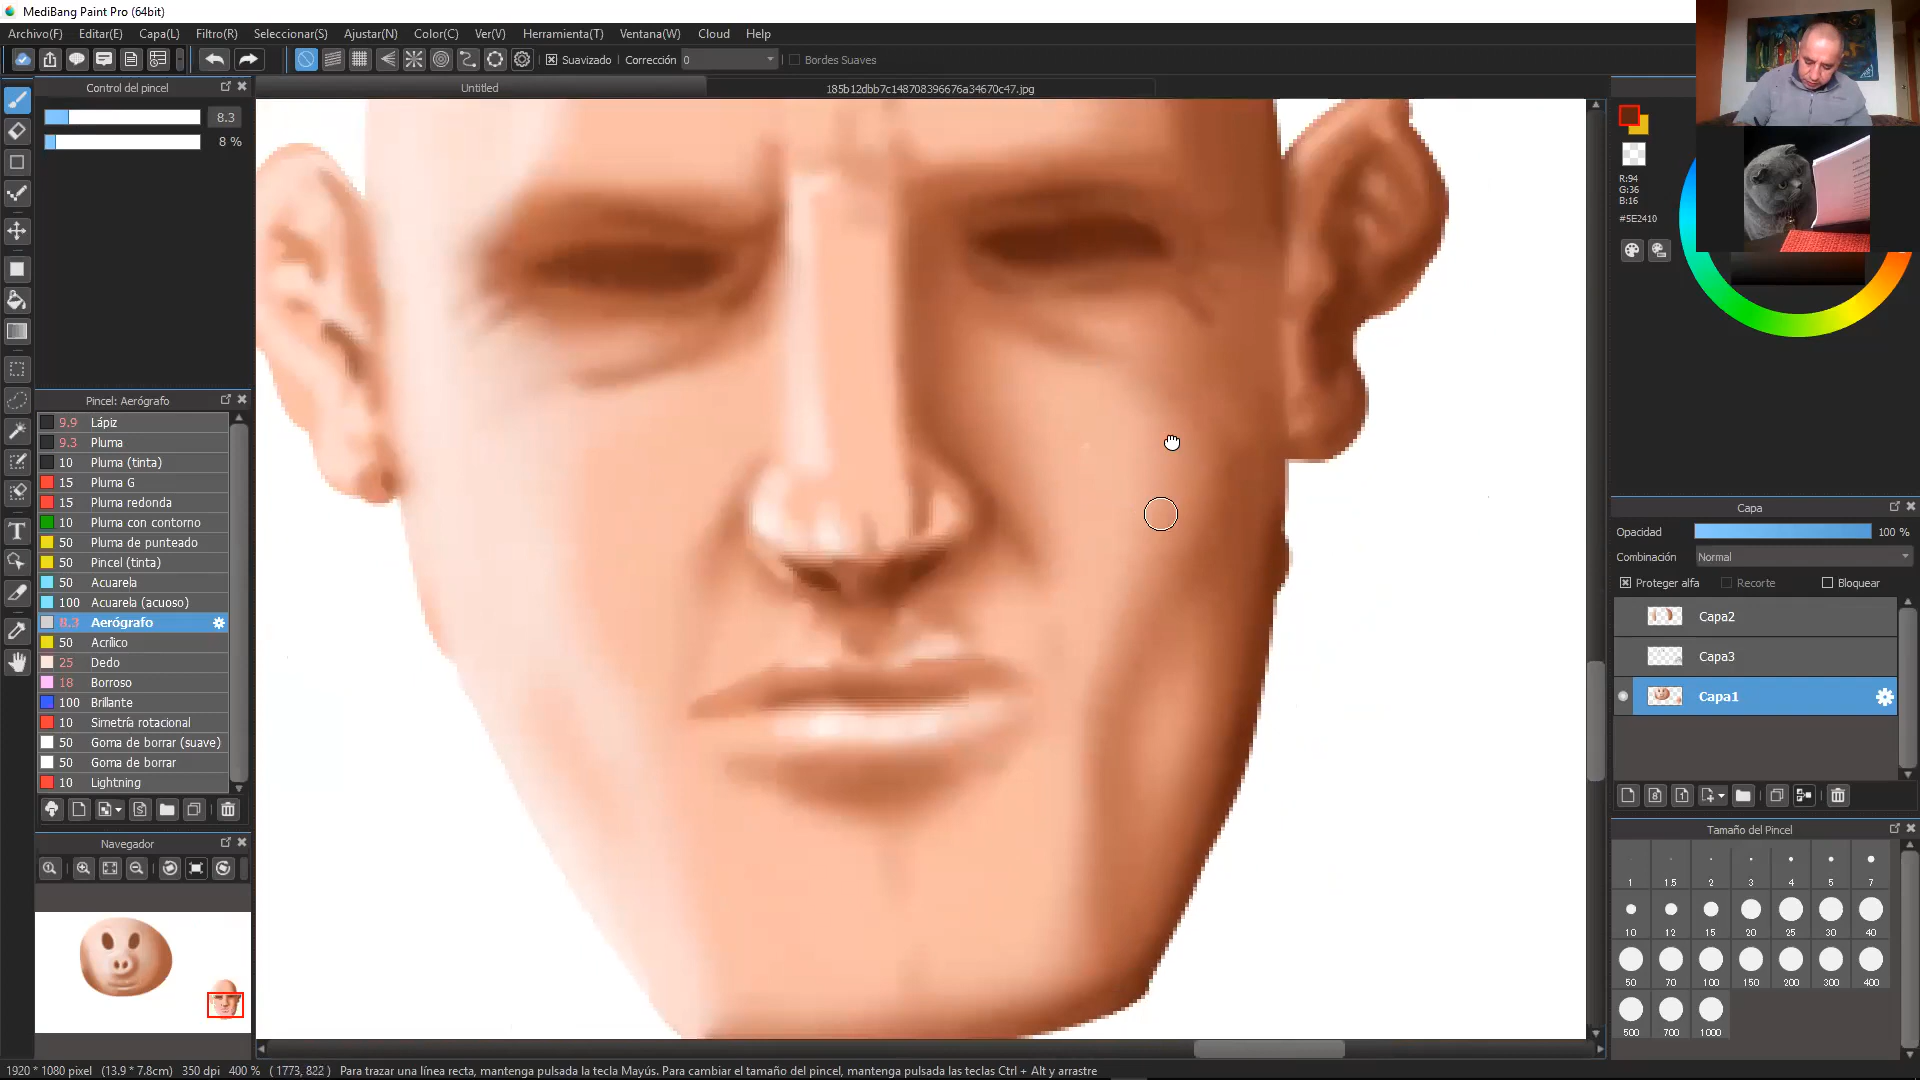 MediBang Paint Pro (64bit)
Archivo(F) Editar(E) Capa(L) Filtro(R) Seleccionar(S) Ajustar(N) Color(C) Ver(V) Herramienta(T) Ventana(W) Cloud Help
Suavizado Corrección 0 Bordes Suaves
Control del pincel
Untitled
185b12dbb7c148708396676a34670c47.jpg
8.3
8 %
R:94
G:36
B:16
#5E2410
Pincel: Aerógrafo
9.9 Lápiz
9.3 Pluma
10 Pluma (tinta)
15 Pluma G
15 Pluma redonda
10 Pluma con contorno
50 Pluma de punteado
50 Pincel (tinta)
50 Acuarela
100 Acuarela (acuoso)
8.3 Aerógrafo
50 Acrílico
25 Dedo
18 Borroso
100 Brillante
10 Simetría rotacional
50 Goma de borrar (suave)
50 Goma de borrar
10 Lightning
Navegador
Capa
Opacidad 100 %
Combinación Normal
Proteger alfa Recorte Bloquear
Capa2
Capa3
Capa1
Tamaño del Pincel
1 1.5 2 3 4 5 7
10 12 15 20 25 30 40
50 70 100 150 200 300 400
500 700 1000
1920 * 1080 pixel (13.9 * 7.8cm) 350 dpi 400 % ( 1773, 822 ) Para trazar una línea recta, mantenga pulsada la tecla Mayús. Para cambiar el tamaño del pincel, mantenga pulsada las teclas Ctrl + Alt y arrastre